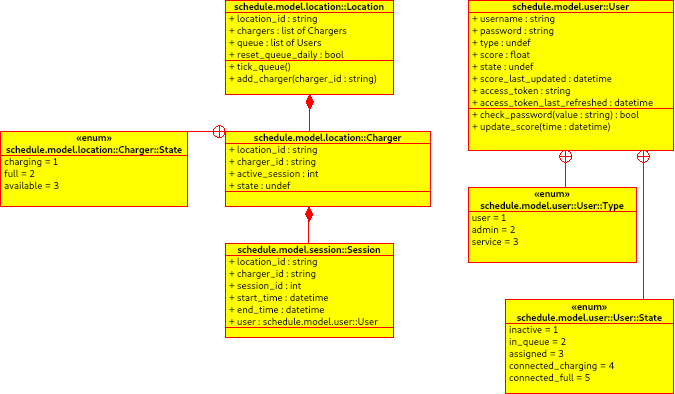 schedule.model.location::Location
+ location_id : string
+ chargers : list of Chargers
+ queue : list of Users
+ reset_queue_daily : bool
+ tick_queue()
+ add_charger(charger_id : string)
schedule.model.user::User
+ username : string
+ password : string
+ type : undef
+ score : float
+ state : undef
+ score_last_updated : datetime
+ access_token : string
+ access_token_last_refreshed : datetime
+ check_password(value : string) : bool
+ update_score(time : datetime)
«enum»
schedule.model.location::Charger::State
charging = 1
full = 2
available = 3
schedule.model.location::Charger
+ location_id : string
+ charger_id : string
+ active_session : int
+ state : undef
«enum»
schedule.model.user::User::Type
user = 1
admin = 2
service = 3
schedule.model.session::Session
+ location_id : string
+ charger_id : string
+ session_id : int
+ start_time : datetime
+ end_time : datetime
+ user : schedule.model.user::User
«enum»
schedule.model.user::User::State
inactive = 1
in_queue = 2
assigned = 3
connected_charging = 4
connected_full = 5